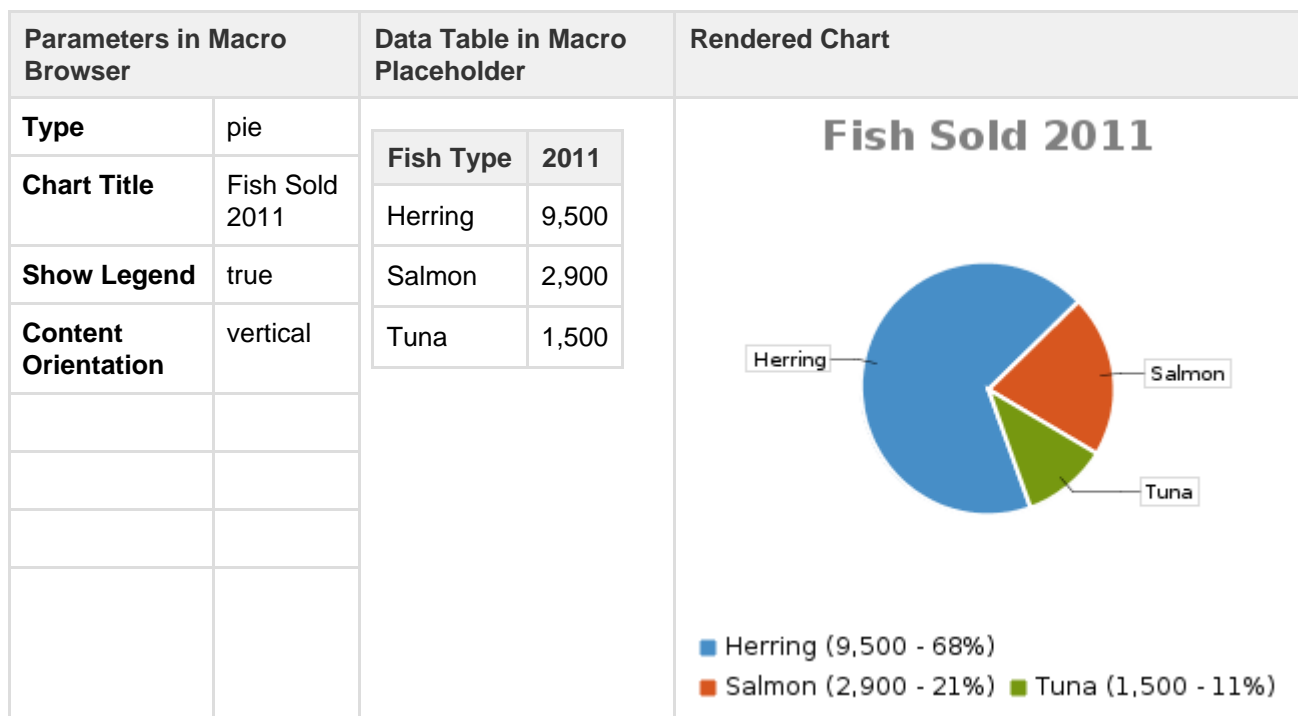 Parameters in Macro
Browser
Data Table in Macro
Placeholder
Rendered Chart
Type
pie
Chart Title
Fish Sold
2011
Show Legend
true
Content
Orientation
vertical
Fish Type 2011
Herring 9,500
Salmon 2,900
Tuna 1,500
Fish Sold 2011
Herring
Salmon
Tuna
Herring (9,500 - 68%)
Salmon (2,900 - 21%) Tuna (1,500 - 11%)